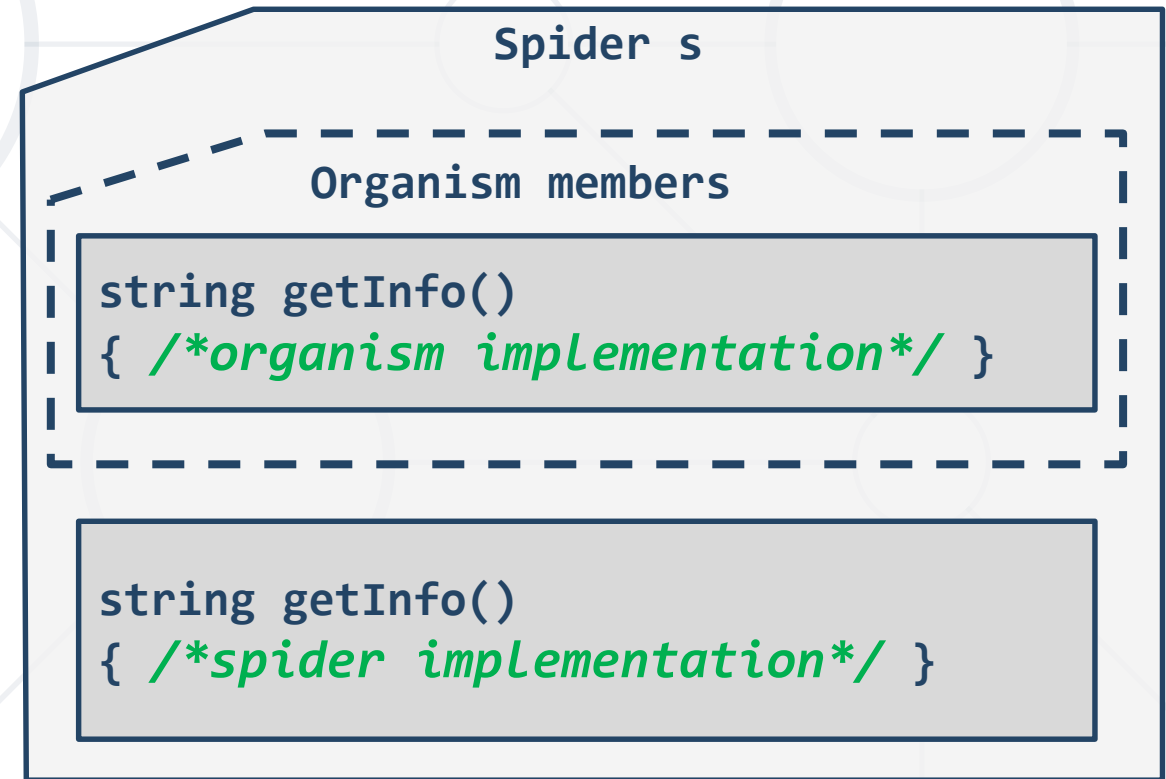 Spider s
Organism members
string getInfo()
{ /*organism implementation*/ }
string getInfo()
{ /*spider implementation*/ }